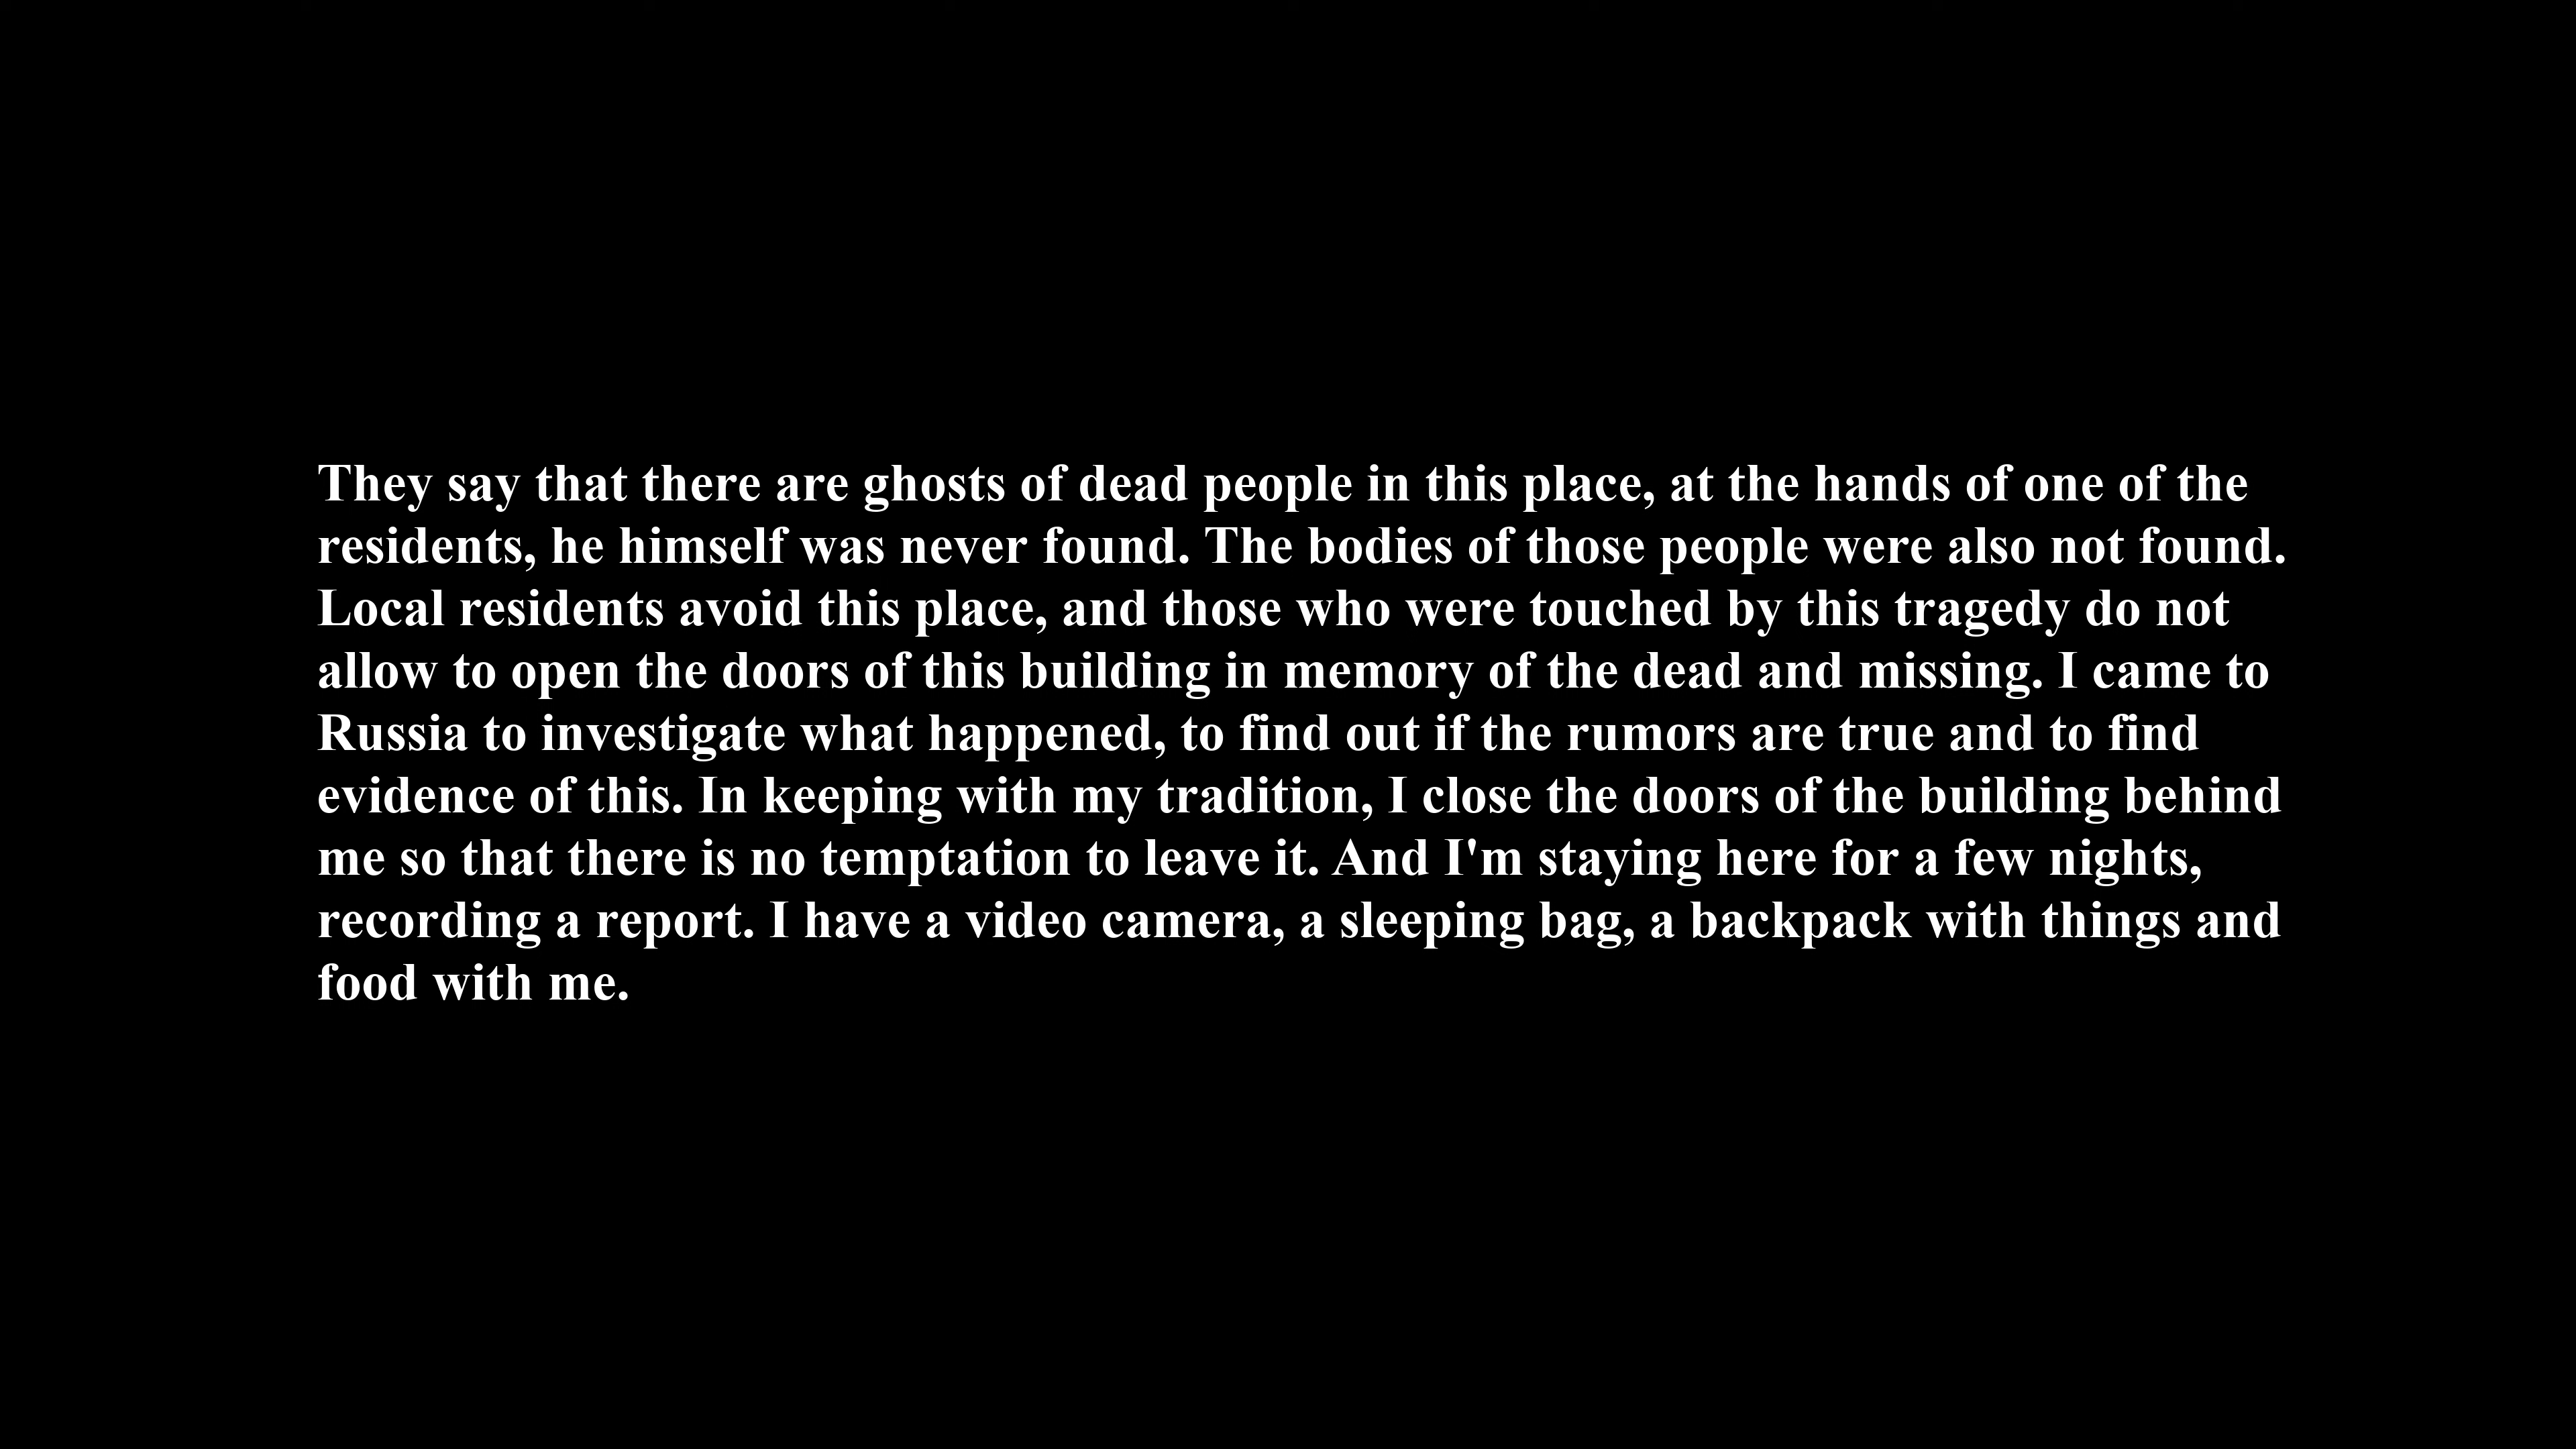 They say that there are ghosts of dead people in this place, at the hands of one of the
residents, he himself was never found. The bodies of those people were also not found.
Local residents avoid this place, and those who were touched by this tragedy do not
allow to open the doors of this building in memory of the dead and missing. I came to
Russia to investigate what happened, to find out if the rumors are true and to find
evidence of this. In keeping with my tradition, I close the doors of the building behind
me so that there is no temptation to leave it. And I'm staying here for a few nights,
recording a report. I have a video camera, a sleeping bag, a backpack with things and
food with me.